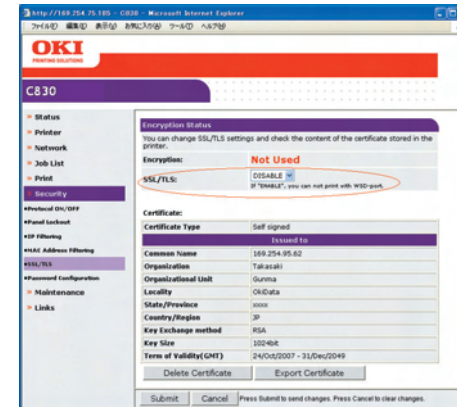 http://169.254.75.185 - C830 - Microsoft Internet Explorer
ファイル(F) 編集(E) 表示(V) お気に入り(A) ツール(T) ヘルプ(H)
OKI
PRINTING SOLUTIONS
C830
Status
Printer
Network
Job List
Print
Security
Protocol ON/OFF
Panel Lockout
IP Filtering
MAC Address Filtering
SSL/TLS
Password Configuration
Maintenance
Links
Encryption Status
You can change SSL/TLS settings and check the content of the certificate stored in the
printer.
Encryption: Not Used
SSL/TLS: DISABLE
If "ENABLE", you can not print with WSD-port.
Certificate:
Certificate Type Self signed
Issued to
Common Name 169.254.95.62
Organization Takasaki
Organizational Unit Gunma
Locality OkiData
State/Province xxxx
Country/Region JP
Key Exchange method RSA
Key Size 1024bit
Term of Validity(GMT) 24/Oct/2007 - 31/Dec/2049
Delete Certificate Export Certificate
Submit Cancel Press Submit to send changes. Press Cancel to clear changes.